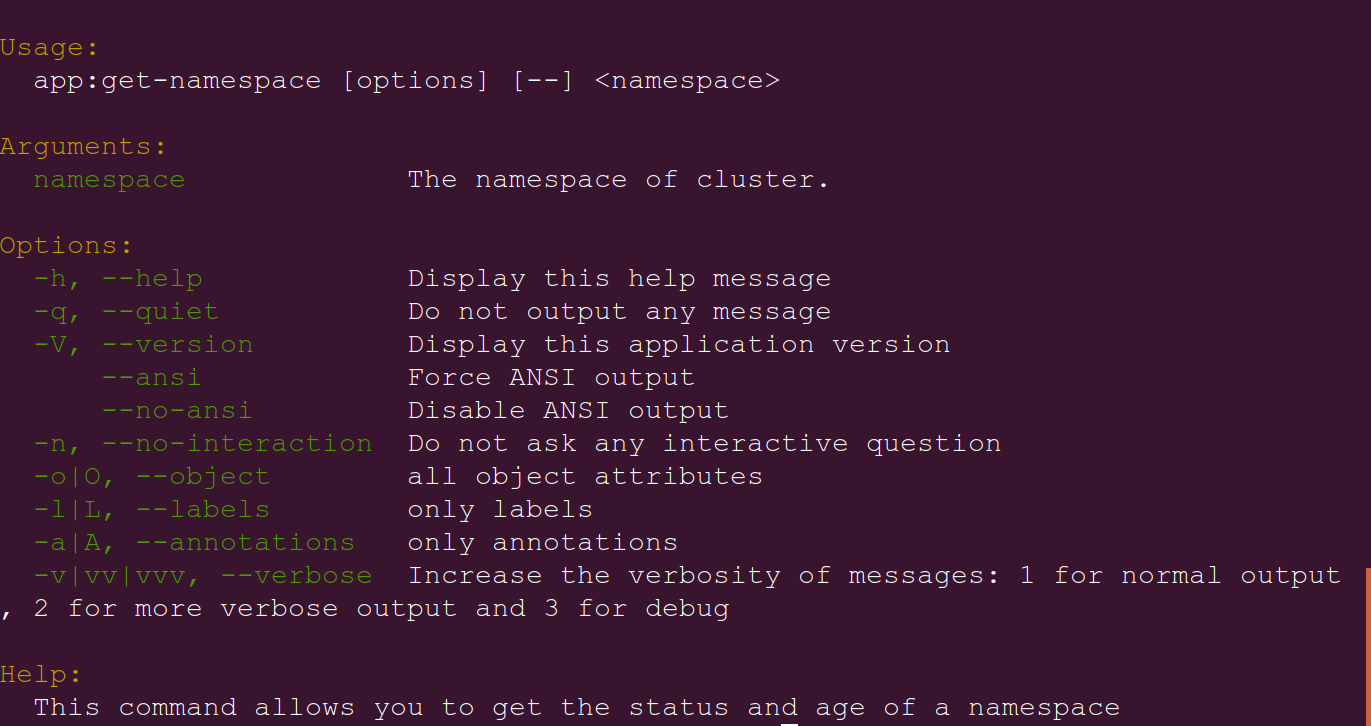 Usage:
  app:get-namespace [options] [--] <namespace>
Arguments:
  namespace             The namespace of cluster.
Options:
  -h, --help            Display this help message
  -q, --quiet           Do not output any message
  -V, --version         Display this application version
      --ansi            Force ANSI output
      --no-ansi         Disable ANSI output
  -n, --no-interaction  Do not ask any interactive question
  -o|O, --object        all object attributes
  -l|L, --labels        only labels
  -a|A, --annotations   only annotations
  -v|vv|vvv, --verbose  Increase the verbosity of messages: 1 for normal output
, 2 for more verbose output and 3 for debug
Help:
  This command allows you to get the status and age of a namespace